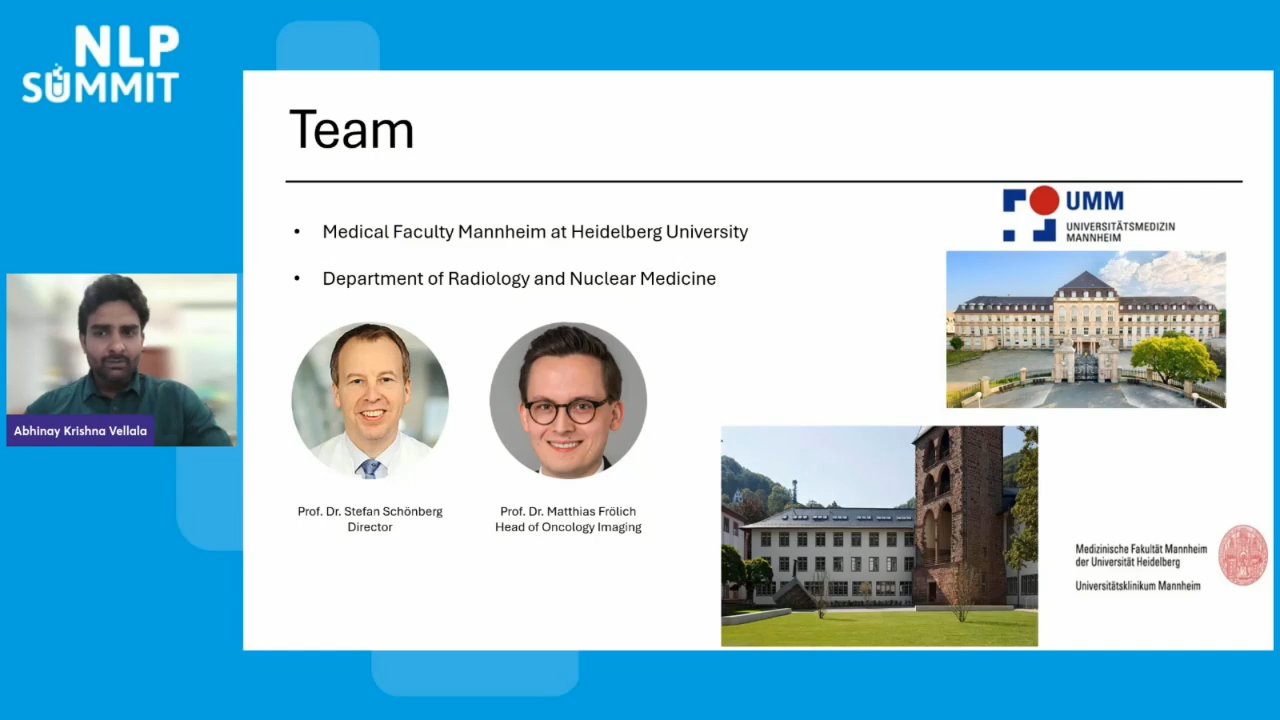 NLP
SUMMIT
Team
• Medical Faculty Mannheim at Heidelberg University
• Department of Radiology and Nuclear Medicine
Prof. Dr. Stefan Schönberg
Director
Prof. Dr. Matthias Frölich
Head of Oncology Imaging
UMM
UNIVERSITÄTSMEDIZIN
MANNHEIM
Medizinische Fakultät Mannheim
der Universität Heidelberg
Universitätsklinikum Mannheim
Abhinay Krishna Vellala